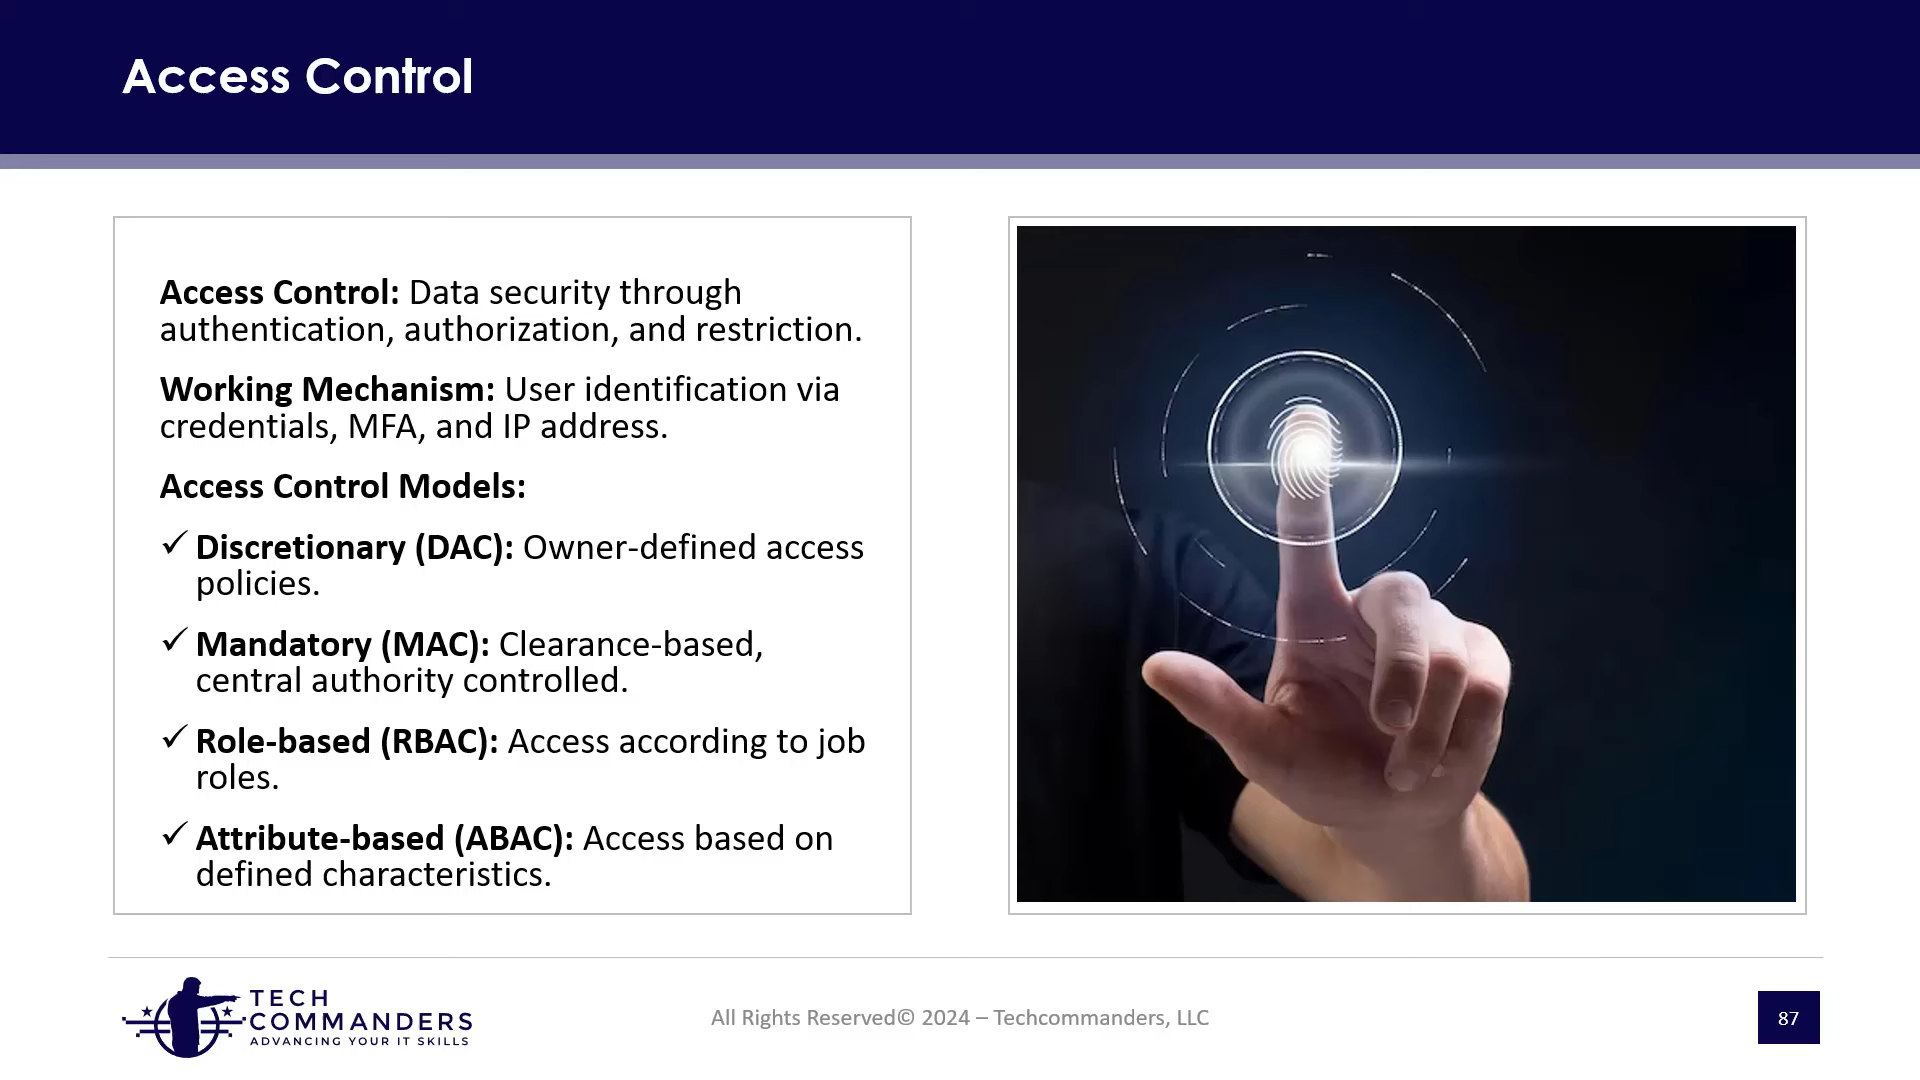 Access Control
Access Control: Data security through
authentication, authorization, and restriction.
Working Mechanism: User identification via
credentials, MFA, and IP address.
Access Control Models:
✓ Discretionary (DAC): Owner-defined access
policies.
✓ Mandatory (MAC): Clearance-based,
central authority controlled.
✓ Role-based (RBAC): Access according to job
roles.
✓ Attribute-based (ABAC): Access based on
defined characteristics.
TECH
COMMANDERS
ADVANCING YOUR IT SKILLS
All Rights Reserved© 2024 – Techcommanders, LLC
87